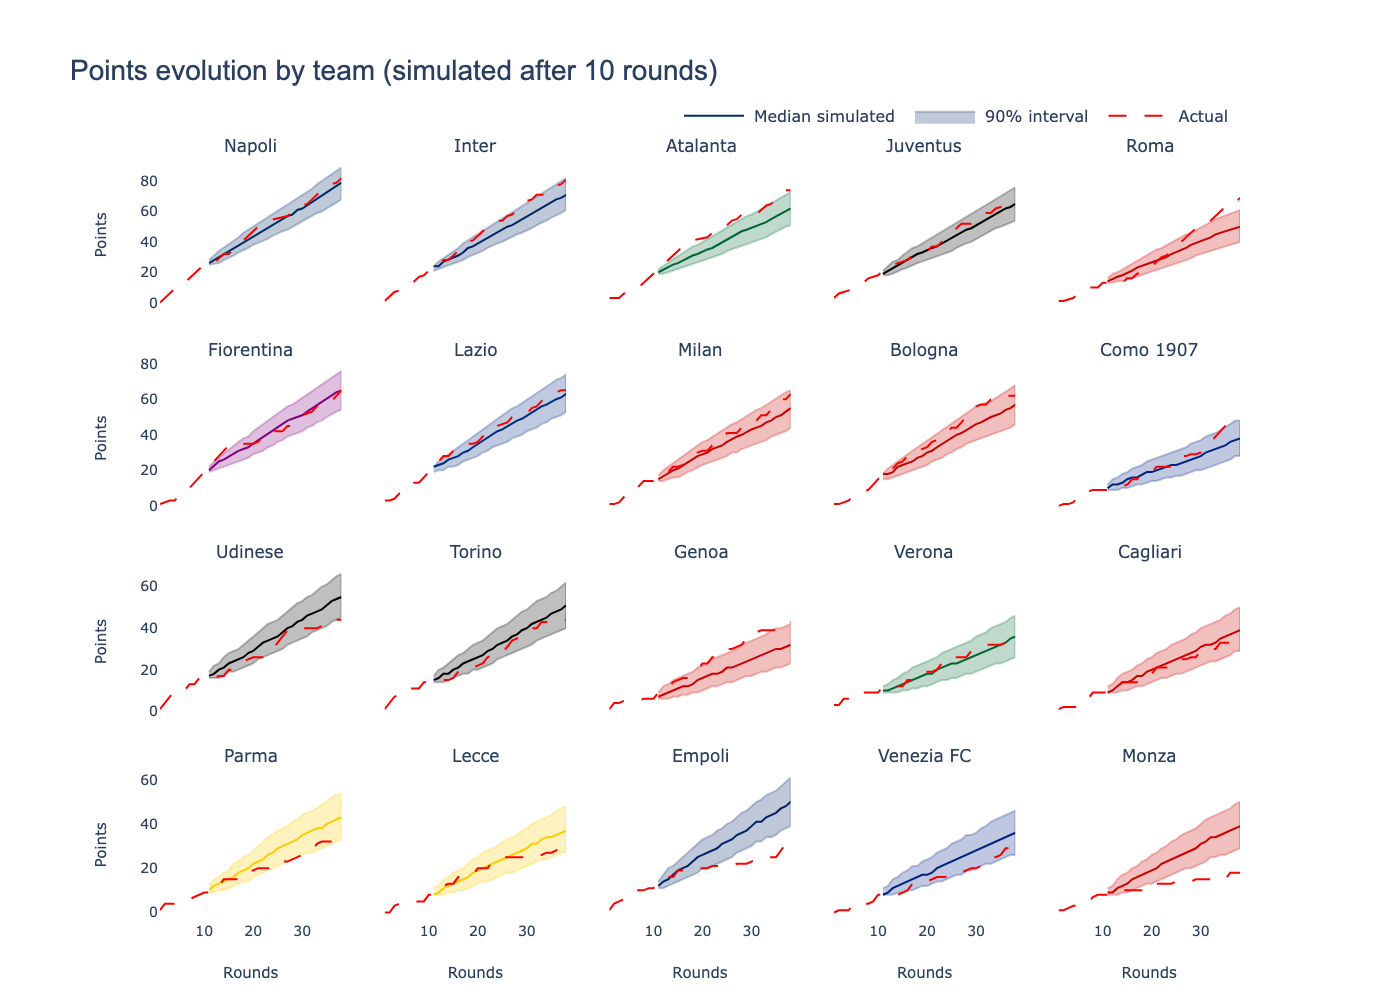 Points evolution by team (simulated after 10 rounds)
Median simulated 90% interval Actual
Napoli Inter Atalanta Juventus Roma
80
60
40
20
0
Points
Fiorentina Lazio Milan Bologna Como 1907
80
60
40
20
0
Points
Udinese Torino Genoa Verona Cagliari
60
40
20
0
Points
Parma Lecce Empoli Venezia FC Monza
60
40
20
0
Points
10 20 30 10 20 30 10 20 30 10 20 30 10 20 30
Rounds Rounds Rounds Rounds Rounds